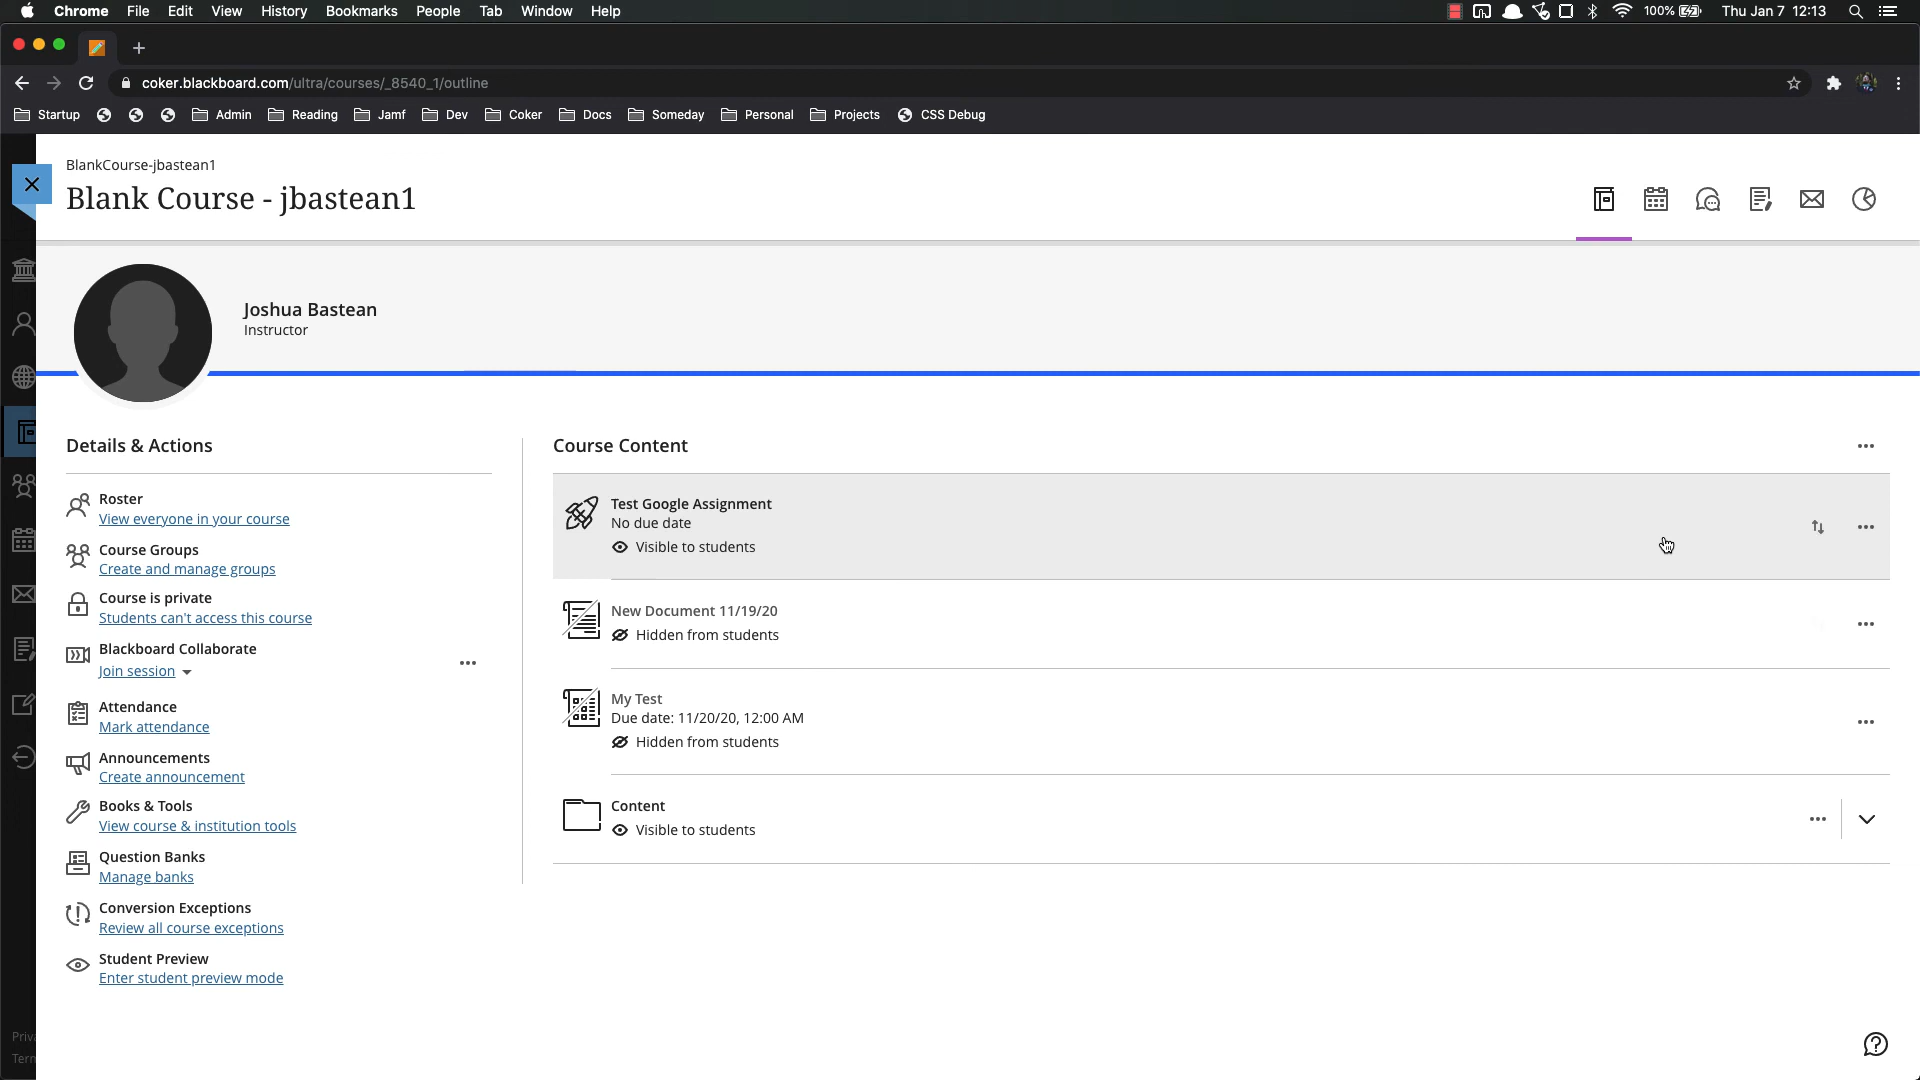 Chrome File Edit View History Bookmarks People Tab Window Help 100% Thu Jan 7 12:13
coker.blackboard.com/ultra/courses/_8540_1/outline
Startup Admin Reading Jamf Dev Coker Docs Someday Personal Projects CSS Debug
BlankCourse-jbastean1
Blank Course - jbastean1
Joshua Bastean
Instructor
Details & Actions
Roster
View everyone in your course
Course Groups
Create and manage groups
Course is private
Students can't access this course
Blackboard Collaborate
Join session
Attendance
Mark attendance
Announcements
Create announcement
Books & Tools
View course & institution tools
Question Banks
Manage banks
Conversion Exceptions
Review all course exceptions
Student Preview
Enter student preview mode
Course Content
Test Google Assignment
No due date
Visible to students
New Document 11/19/20
Hidden from students
My Test
Due date: 11/20/20, 12:00 AM
Hidden from students
Content
Visible to students